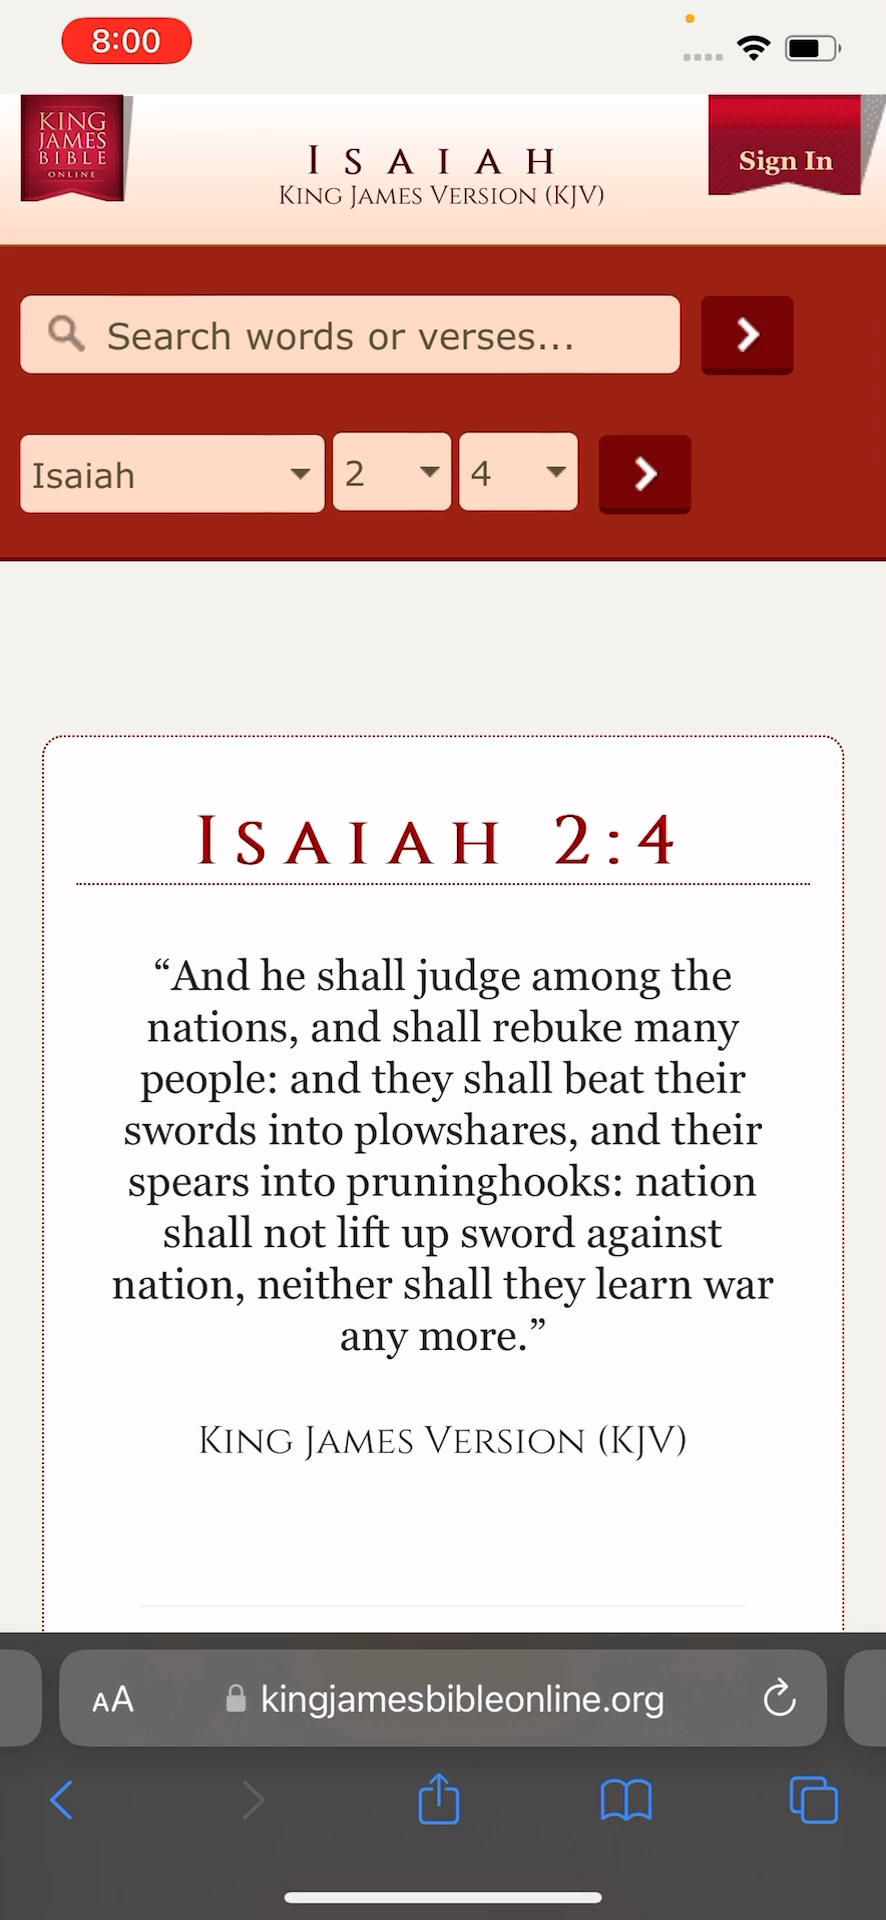 8:00
KING
JAMES
BIBLE
ONLINE
ISAIAH
KING JAMES VERSION (KJV)
Sign In
Search words or verses...
Isaiah
2
4
ISAIAH 2:4
“And he shall judge among the
nations, and shall rebuke many
people: and they shall beat their
swords into plowshares, and their
spears into pruninghooks: nation
shall not lift up sword against
nation, neither shall they learn war
any more.”
KING JAMES VERSION (KJV)
AA
kingjamesbibleonline.org